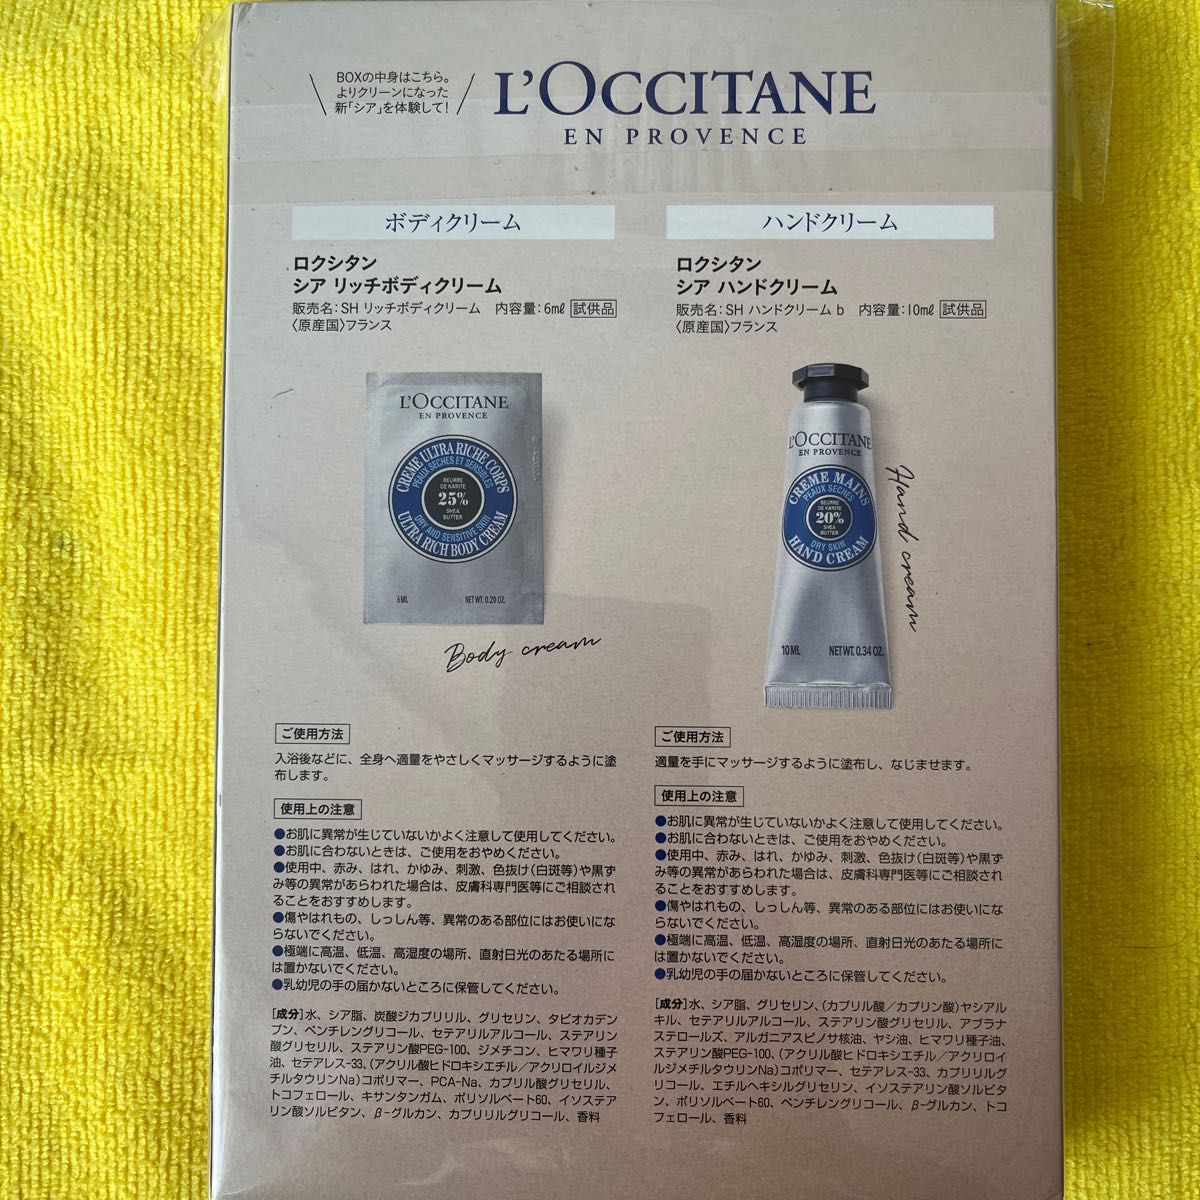 BOXの中身はこちら。
よりクリーンになった
新「シア」を体験して！
L'OCCITANE
EN PROVENCE
ボディクリーム
ロクシタン
シア リッチボディクリーム
販売名：SH リッチボディクリーム 内容量：6mℓ 試供品
〈原産国〉フランス
L'OCCITANE
EN PROVENCE
CREME ULTRA RICHE CORPS
PEAUX SECHES ET SENSIBLES
BEURRE
DE KARITE
25%
SHEA
BUTTER
DRY AND SENSITIVE SKIN
ULTRA RICH BODY CREAM
6ML NET WT. 0.20 OZ.
Body cream
ご使用方法
入浴後などに、全身へ適量をやさしくマッサージするように塗
布します。
使用上の注意
●お肌に異常が生じていないかよく注意して使用してください。
●お肌に合わないときは、ご使用をおやめください。
●使用中、赤み、はれ、かゆみ、刺激、色抜け（白斑等）や黒ず
み等の異常があらわれた場合は、皮膚科専門医等にご相談され
ることをおすすめします。
●傷やはれもの、しっしん等、異常のある部位にはお使いにな
らないでください。
●極端に高温、低温、高湿度の場所、直射日光のあたる場所に
は置かないでください。
●乳幼児の手の届かないところに保管してください。
[成分]水、シア脂、炭酸ジカプリリル、グリセリン、タピオカデン
プン、ペンチレングリコール、セテアリルアルコール、ステアリン
酸グリセリル、ステアリン酸PEG-100、ジメチコン、ヒマワリ種子
油、セテアレス-33、（アクリル酸ヒドロキシエチル／アクリロイルジメ
チルタウリンNa）コポリマー、PCA-Na、カプリル酸グリセリル、
トコフェロール、キサンタンガム、ポリソルベート60、イソステア
リン酸ソルビタン、β-グルカン、カプリリルグリコール、香料
ハンドクリーム
ロクシタン
シア ハンドクリーム
販売名：SH ハンドクリーム b 内容量：10mℓ 試供品
〈原産国〉フランス
L'OCCITANE
EN PROVENCE
CREME MAINS
PEAUX SECHES
BEURRE
DE KARITE
20%
SHEA
BUTTER
DRY SKIN
HAND CREAM
10 ML NET WT. 0.34 OZ.
Hand cream
ご使用方法
適量を手にマッサージするように塗布し、なじませます。
使用上の注意
●お肌に異常が生じていないかよく注意して使用してください。
●お肌に合わないときは、ご使用をおやめください。
●使用中、赤み、はれ、かゆみ、刺激、色抜け（白斑等）や黒ず
み等の異常があらわれた場合は、皮膚科専門医等にご相談され
ることをおすすめします。
●傷やはれもの、しっしん等、異常のある部位にはお使いにな
らないでください。
●極端に高温、低温、高湿度の場所、直射日光のあたる場所に
は置かないでください。
●乳幼児の手の届かないところに保管してください。
[成分]水、シア脂、グリセリン、（カプリル酸／カプリン酸）ヤシアル
キル、セテアリルアルコール、ステアリン酸グリセリル、アブラナ
ステロールズ、アルガニアスピノサ核油、ヤシ油、ヒマワリ種子油、
ステアリン酸PEG-100、（アクリル酸ヒドロキシエチル／アクリロイ
ルジメチルタウリンNa）コポリマー、セテアレス-33、カプリリルグ
リコール、エチルヘキシルグリセリン、イソステアリン酸ソルビタ
ン、ポリソルベート60、ペンチレングリコール、β-グルカン、トコ
フェロール、香料